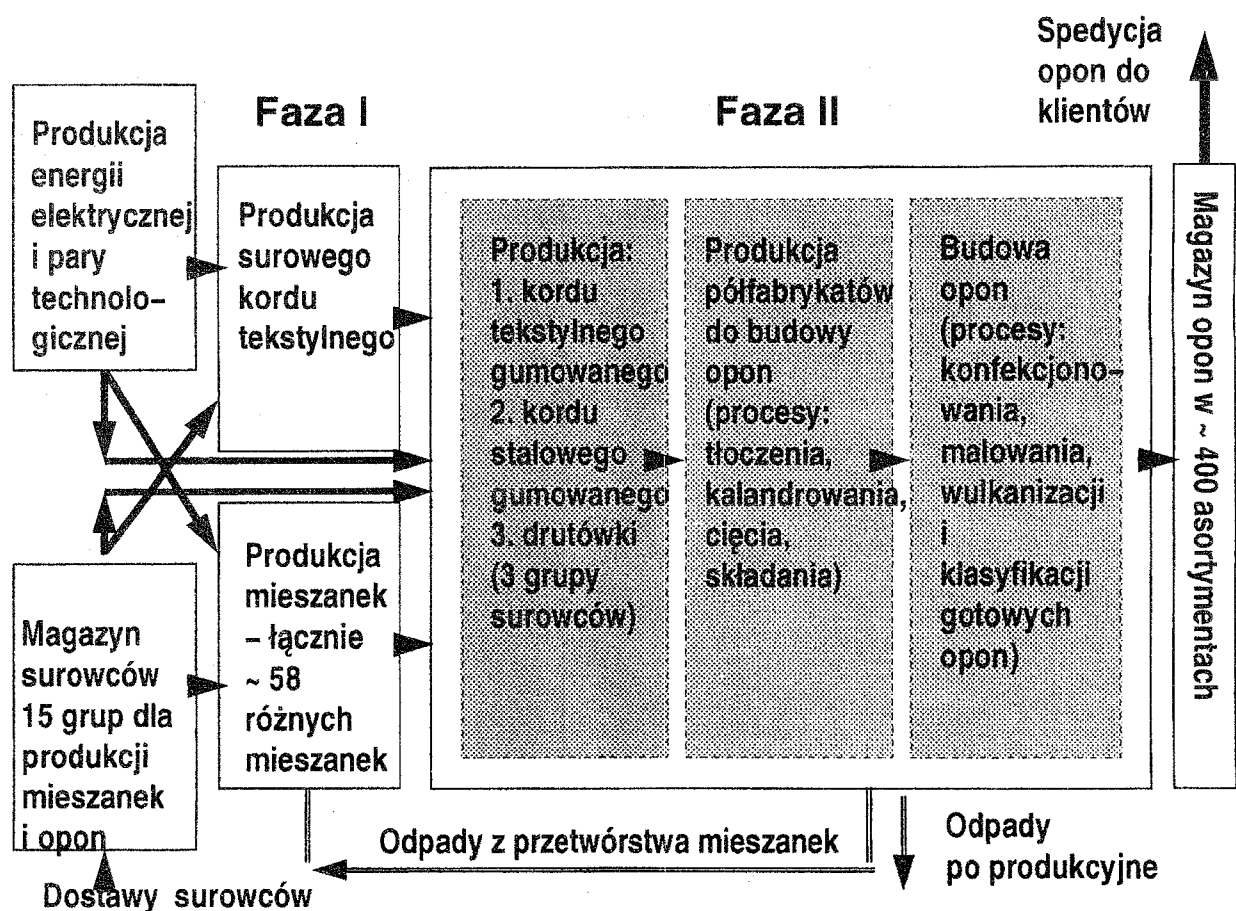 Spedycja
opon do
klientów
Faza I
Faza II
Produkcja
energii
elektrycznej
i pary
technolo–
gicznej
Produkcja
surowego
kordu
tekstylnego
Produkcja:
1. kordu
tekstylnego
gumowanego
2. kordu
stalowego
gumowanego
3. drutówki
(3 grupy
surowców)
Produkcja
półfabrykatów
do budowy
opon
(procesy:
tłoczenia,
kalandrowania,
cięcia,
składania)
Budowa
opon
(procesy:
konfekcjono–
wania,
malowania,
wulkanizacji
i
klasyfikacji
gotowych
opon)
Magazyn opon w ~ 400 asortymentach
Magazyn
surowców
15 grup dla
produkcji
mieszanek
i opon
Produkcja
mieszanek
– łącznie
~ 58
różnych
mieszanek
Odpady z przetwórstwa mieszanek
Odpady
po produkcyjne
Dostawy surowców